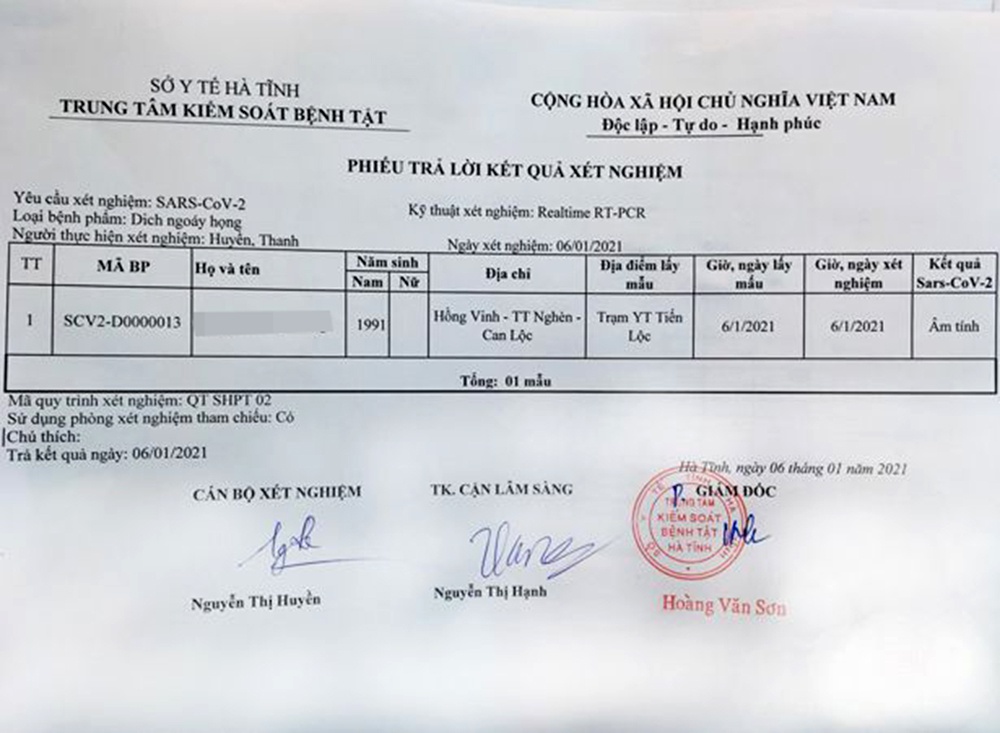 SỞ Y TẾ HÀ TĨNH
TRUNG TÂM KIỂM SOÁT BỆNH TẬT
CỘNG HÒA XÃ HỘI CHỦ NGHĨA VIỆT NAM
Độc lập - Tự do - Hạnh phúc
PHIẾU TRẢ LỜI KẾT QUẢ XÉT NGHIỆM
Yêu cầu xét nghiệm: SARS-CoV-2
Loại bệnh phẩm: Dịch ngoáy họng
Người thực hiện xét nghiệm: Huyền, Thanh
Kỹ thuật xét nghiệm: Realtime RT-PCR
Ngày xét nghiệm: 06/01/2021
TT MÃ BP Họ và tên Năm sinh Địa chỉ Địa điểm lấy mẫu Giờ, ngày lấy mẫu Giờ, ngày xét nghiệm Kết quả Sars-CoV-2
Nam Nữ
1 SCV2-D0000013 1991 Hồng Vinh - TT Nghèn - Can Lộc Trạm YT Tiến Lộc 6/1/2021 6/1/2021 Âm tính
Tổng: 01 mẫu
Mã quy trình xét nghiệm: QT SHPT 02
Sử dụng phòng xét nghiệm tham chiếu: Có
Chú thích:
Trả kết quả ngày: 06/01/2021
Hà Tĩnh, ngày 06 tháng 01 năm 2021
CÁN BỘ XÉT NGHIỆM
TK. CẬN LÂM SÀNG
P. GIÁM ĐỐC
TRUNG TÂM
KIỂM SOÁT
BỆNH TẬT
HÀ TĨNH
Nguyễn Thị Huyền
Nguyễn Thị Hạnh
Hoàng Văn Sơn